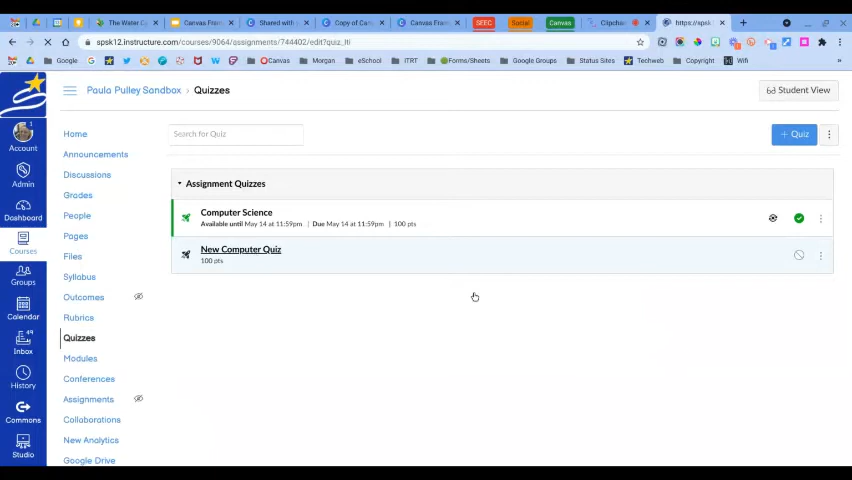 The Water C
Canvas Fram
Shared with
Copy of Can
Canvas Fram
SEEC
Social
Canvas
Clipcham
https://spsk
spsk12.instructure.com/courses/9064/assignments/744402/edit?quiz_lti
Google
Canvas
Morgan
eSchool
iTRT
Forms/Sheets
Google Groups
Status Sites
Techweb
Copyright
Wifi
Paula Pulley Sandbox > Quizzes
Student View
1
Account
Admin
Dashboard
Courses
Groups
Calendar
49
Inbox
History
Commons
Studio
Home
Announcements
Discussions
Grades
People
Pages
Files
Syllabus
Outcomes
Rubrics
Quizzes
Modules
Conferences
Assignments
Collaborations
New Analytics
Google Drive
Search for Quiz
+ Quiz
Assignment Quizzes
Computer Science
Available until May 14 at 11:59pm | Due May 14 at 11:59pm | 100 pts
New Computer Quiz
100 pts